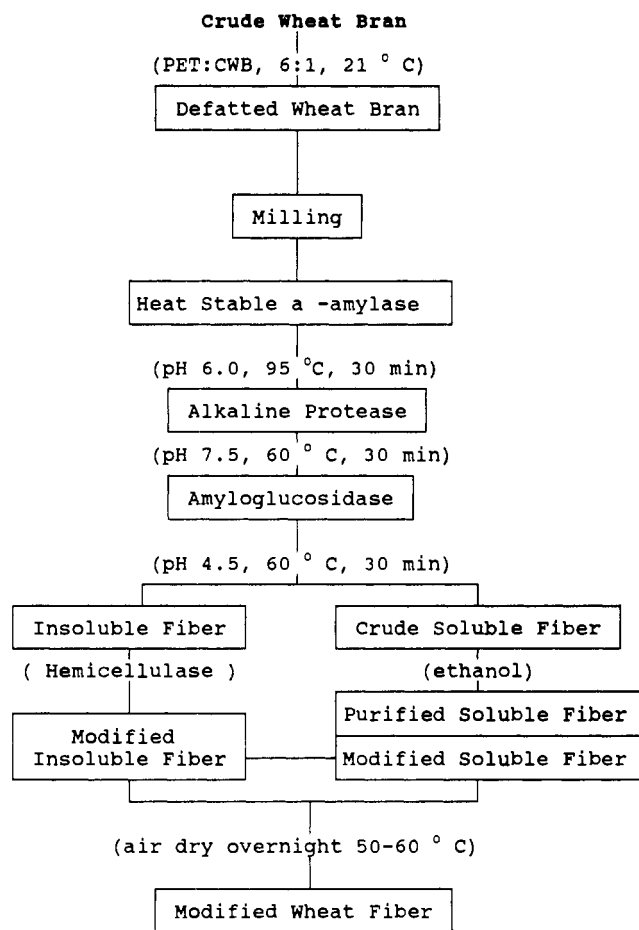 Crude Wheat Bran
(PET:CWB, 6:1, 21 ° C)
Defatted Wheat Bran
Milling
Heat Stable a -amylase
(pH 6.0, 95 °C, 30 min)
Alkaline Protease
(pH 7.5, 60 ° C, 30 min)
Amyloglucosidase
(pH 4.5, 60 ° C, 30 min)
Insoluble Fiber
Crude Soluble Fiber
( Hemicellulase )
(ethanol)
Purified Soluble Fiber
Modified
Insoluble Fiber
Modified Soluble Fiber
(air dry overnight 50-60 ° C)
Modified Wheat Fiber